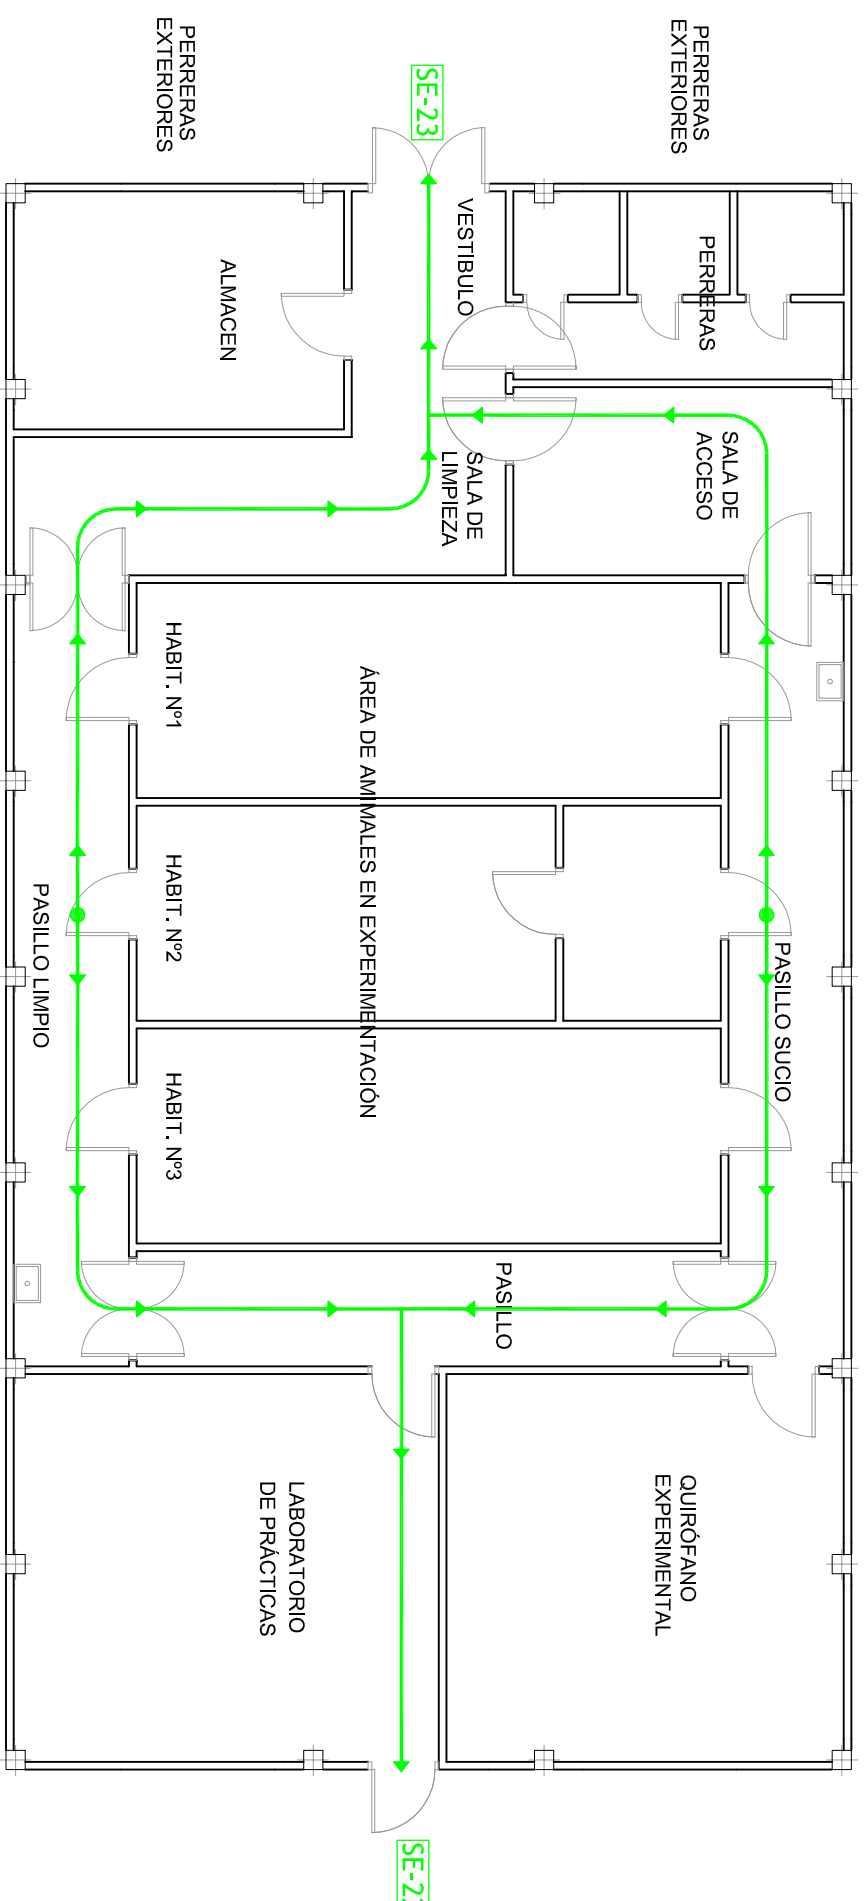 PERRERAS
EXTERIORES
PERRERAS
EXTERIORES
SE-23
VESTIBULO
PERRERAS
ALMACEN
SALA DE
ACCESO
SALA DE
LIMPIEZA
HABIT. Nº1
ÁREA DE AMIMALES EN EXPERIMENTACIÓN
HABIT. Nº2
PASILLO LIMPIO
PASILLO SUCIO
HABIT. Nº3
PASILLO
QUIRÓFANO
EXPERIMENTAL
LABORATORIO
DE PRÁCTICAS